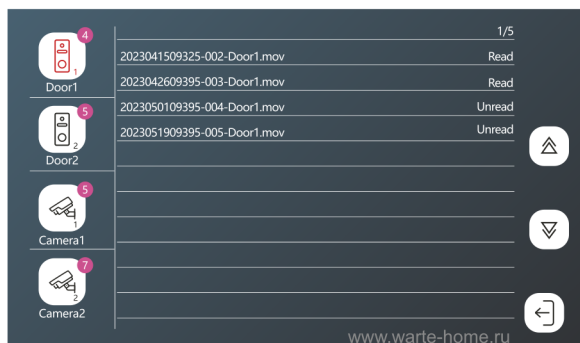 1/5
4
1
Door1
2023041509325-002-Door1.mov Read
2023042609395-003-Door1.mov Read
2023050109395-004-Door1.mov Unread
2023051909395-005-Door1.mov Unread
5
2
Door2
5
1
Camera1
7
2
Camera2
www.warte-home.ru